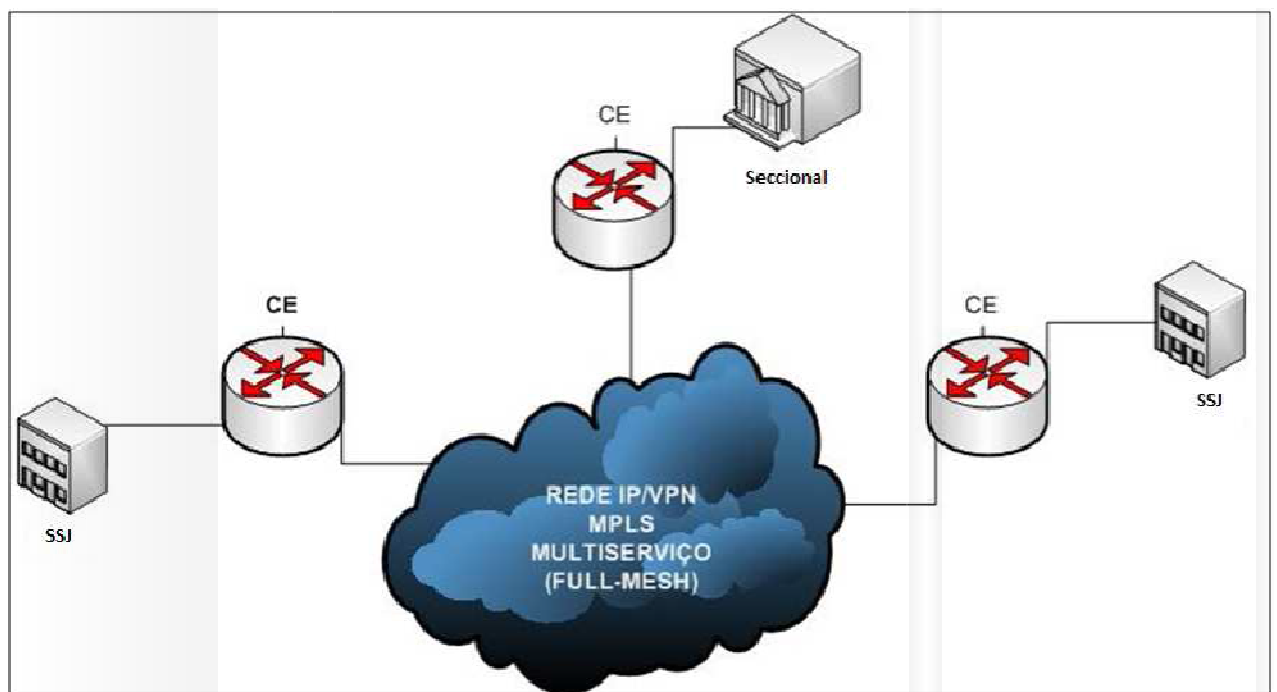 CE
Seccional
CE
CE
SSJ
SSJ
REDE IP/VPN
MPLS
MULTISERVIÇO
(FULL-MESH)